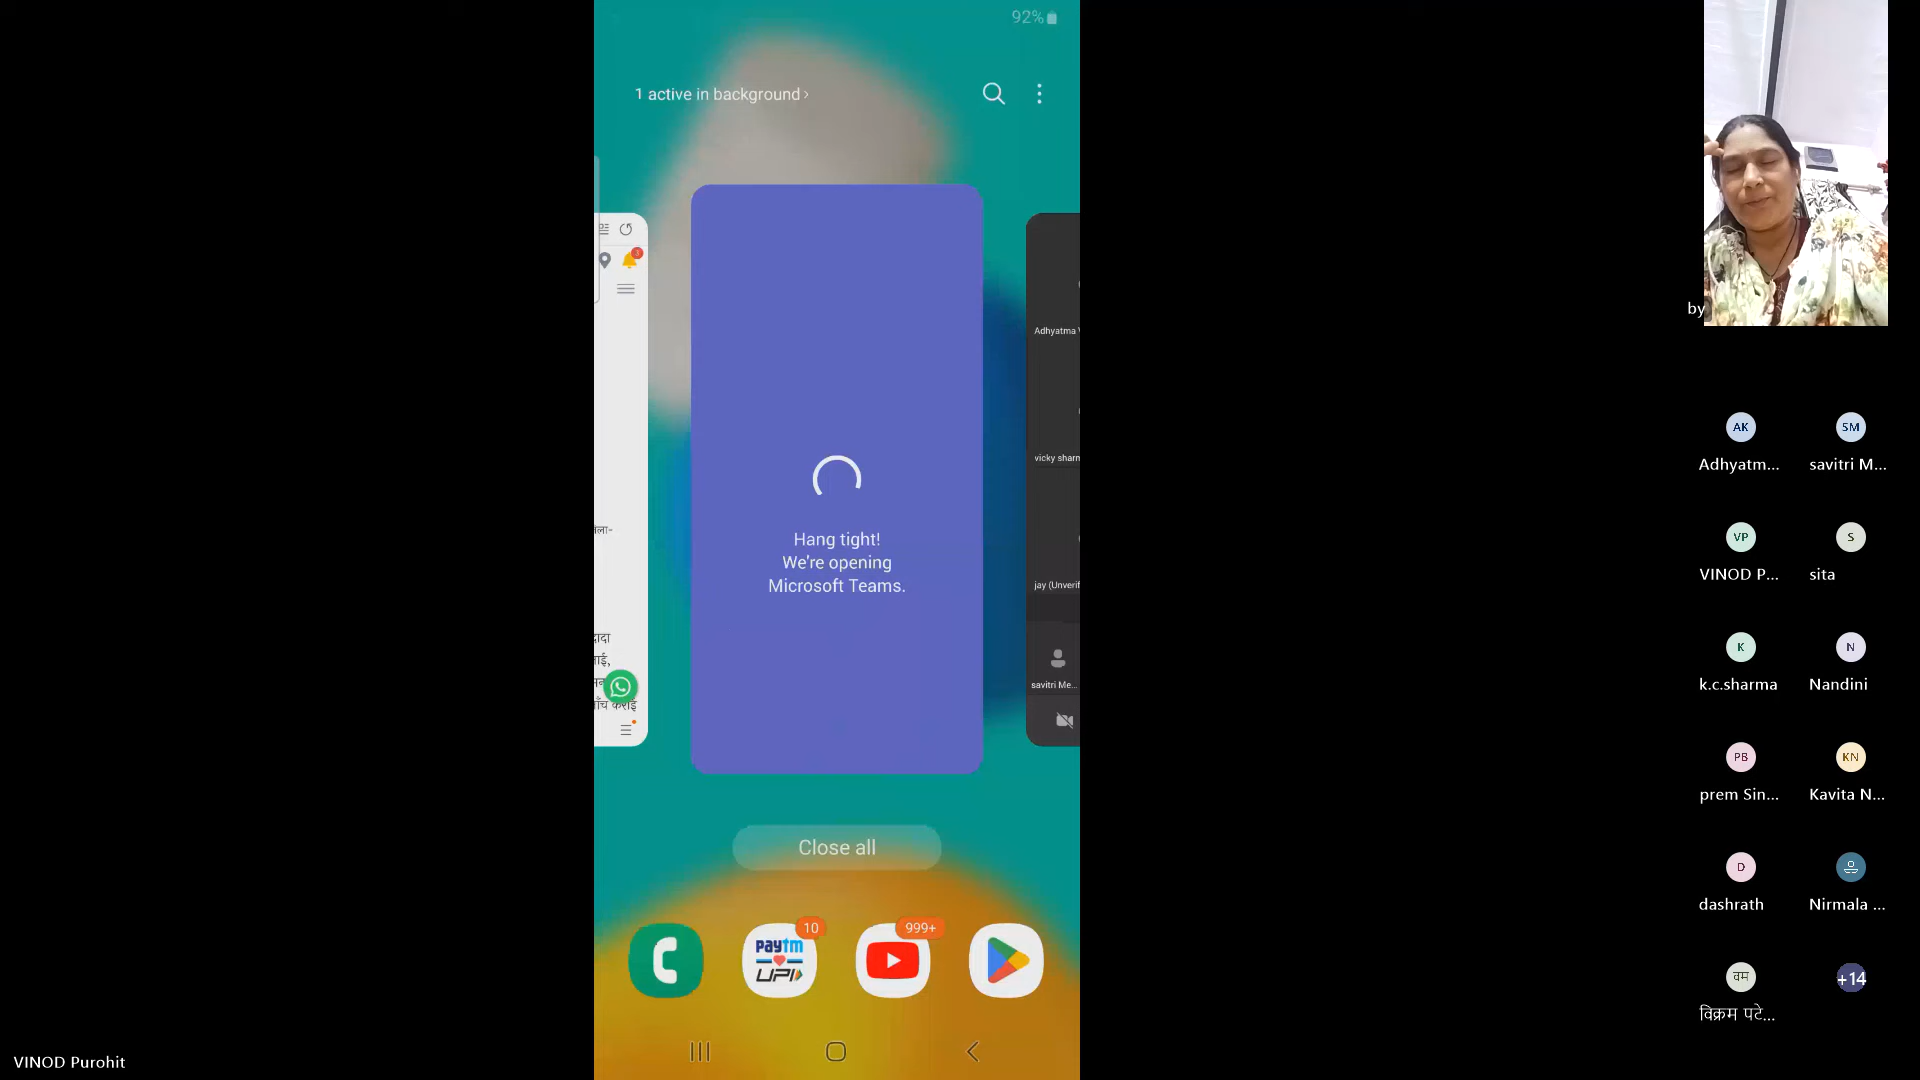 92%
1 active in background >
3
Adhyatma
vicky sharm
jay (Unverif
savitri Me...
Hang tight!
We're opening
Microsoft Teams.
Close all
10
999+
paytm
UPI
by
AK
SM
Adhyatm...
savitri M...
VP
S
VINOD P...
sita
K
N
k.c.sharma
Nandini
PB
KN
prem Sin...
Kavita N...
D
dashrath
Nirmala ...
वम
+14
विक्रम पटे...
VINOD Purohit